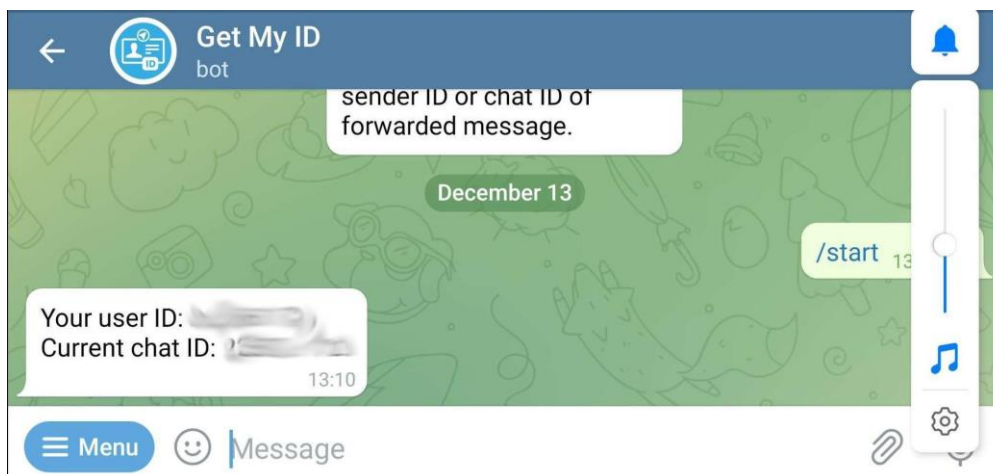 Get My ID
bot
sender ID or chat ID of
forwarded message.
December 13
/start 13
Your user ID:
Current chat ID:
13:10
Menu
Message